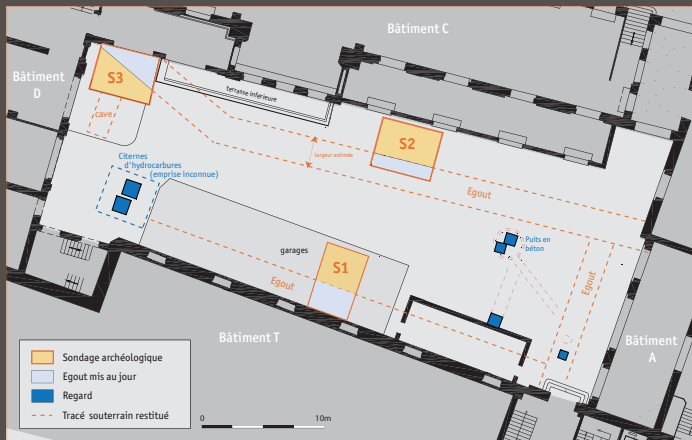 Bâtiment C
Bâtiment
D
S3
terrasse inférieure
cave
S2
largeur estimée
Citernes
d'hydrocarbures
(emprise inconnue)
Egout
Puits en
béton
garages
S1
Egout
Egout
Bâtiment T
Bâtiment
A
Sondage archéologique
Egout mis au jour
Regard
Tracé souterrain restitué
0
10m